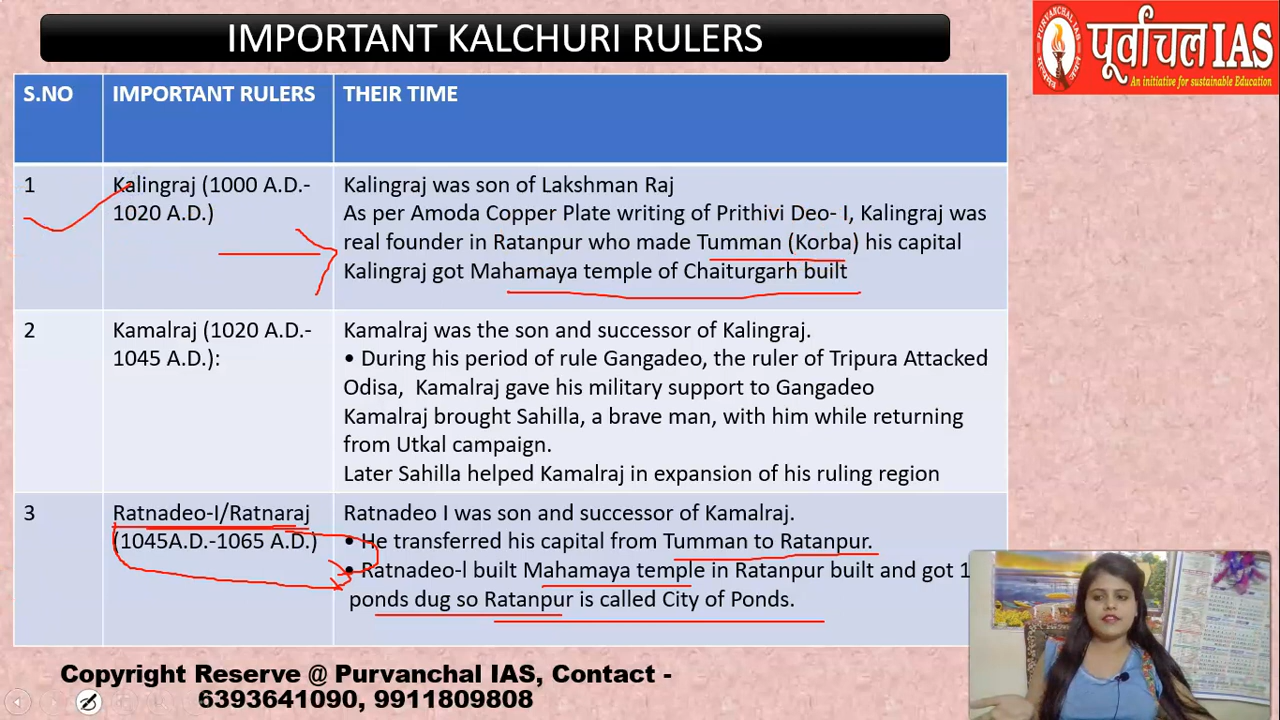 IMPORTANT KALCHURI RULERS
पूर्वांचल IAS
PURVANCHAL IAS
An initiative for sustainable Education
S.NO IMPORTANT RULERS THEIR TIME
1 Kalingraj (1000 A.D.-
1020 A.D.)
Kalingraj was son of Lakshman Raj
As per Amoda Copper Plate writing of Prithivi Deo- I, Kalingraj was
real founder in Ratanpur who made Tumman (Korba) his capital
Kalingraj got Mahamaya temple of Chaiturgarh built
2 Kamalraj (1020 A.D.-
1045 A.D.):
Kamalraj was the son and successor of Kalingraj.
• During his period of rule Gangadeo, the ruler of Tripura Attacked
Odisa, Kamalraj gave his military support to Gangadeo
Kamalraj brought Sahilla, a brave man, with him while returning
from Utkal campaign.
Later Sahilla helped Kamalraj in expansion of his ruling region
3 Ratnadeo-I/Ratnaraj
(1045A.D.-1065 A.D.)
Ratnadeo I was son and successor of Kamalraj.
• He transferred his capital from Tumman to Ratanpur.
• Ratnadeo-l built Mahamaya temple in Ratanpur built and got 1
ponds dug so Ratanpur is called City of Ponds.
Copyright Reserve @ Purvanchal IAS, Contact -
6393641090, 9911809808